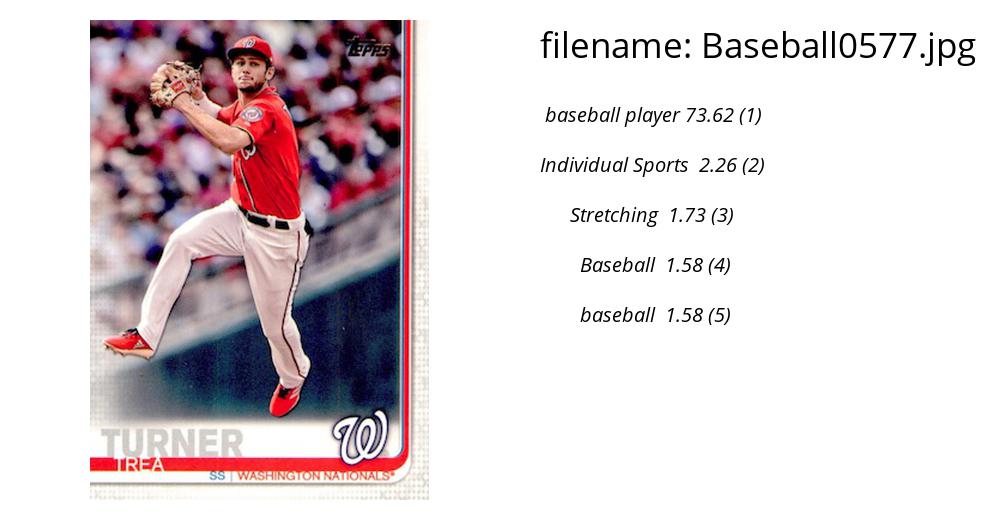 Topps
W
TURNER
TREA
SS | WASHINGTON NATIONALS®
filename: Baseball0577.jpg
baseball player 73.62 (1)
Individual Sports 2.26 (2)
Stretching 1.73 (3)
Baseball 1.58 (4)
baseball 1.58 (5)